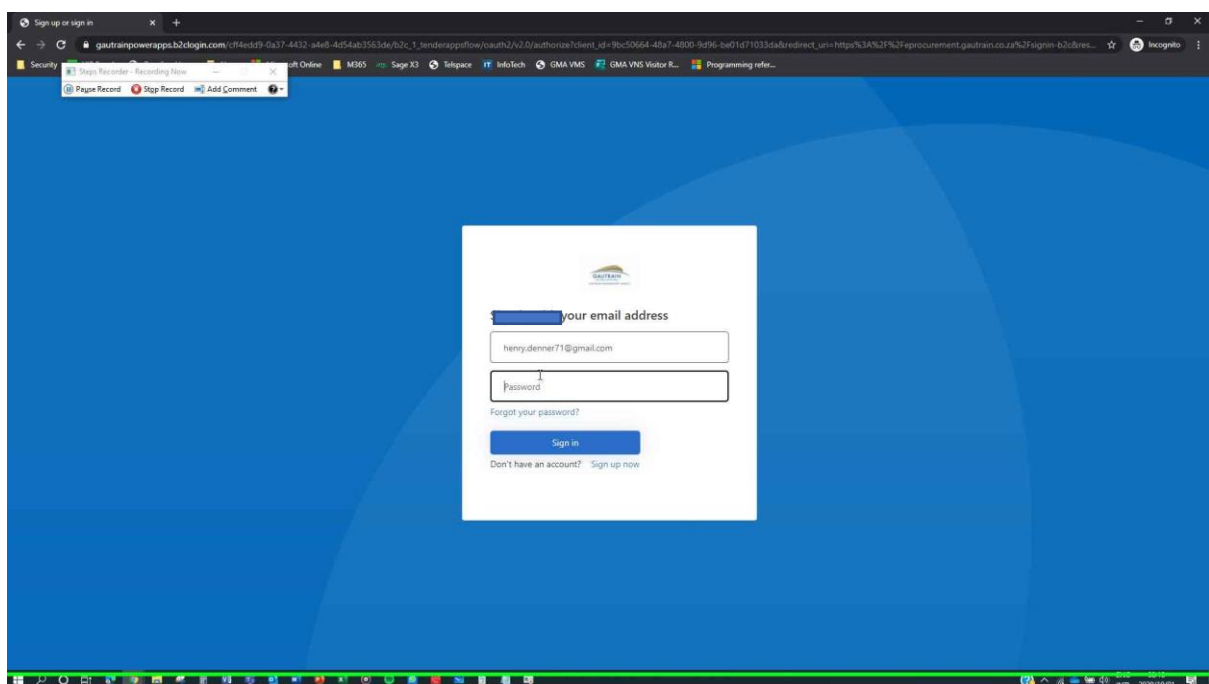 Sign up or sign in
gautrainpowerapps.b2clogin.com/cff4edd9-0a37-4432-a4e8-4d54ab3563de/b2c_1_tenderappsflow/oauth2/v2.0/authorize?client_id=9bc50664-48a7-4800-9d96-be01d71033da&redirect_uri=https%3A%2F%2Feprocurement.gautrain.co.za%2Fsignin-b2c&res...
Incognito
Security
oft Online M365 Sage X3 Telspace InfoTech GMA VMS GMA VNS Visitor R... Programming refer...
Steps Recorder - Recording Now
Pause Record Stop Record Add Comment
GAUTRAIN
your email address
henry.denner71@gmail.com
Password
Forgot your password?
Sign in
Don't have an account? Sign up now